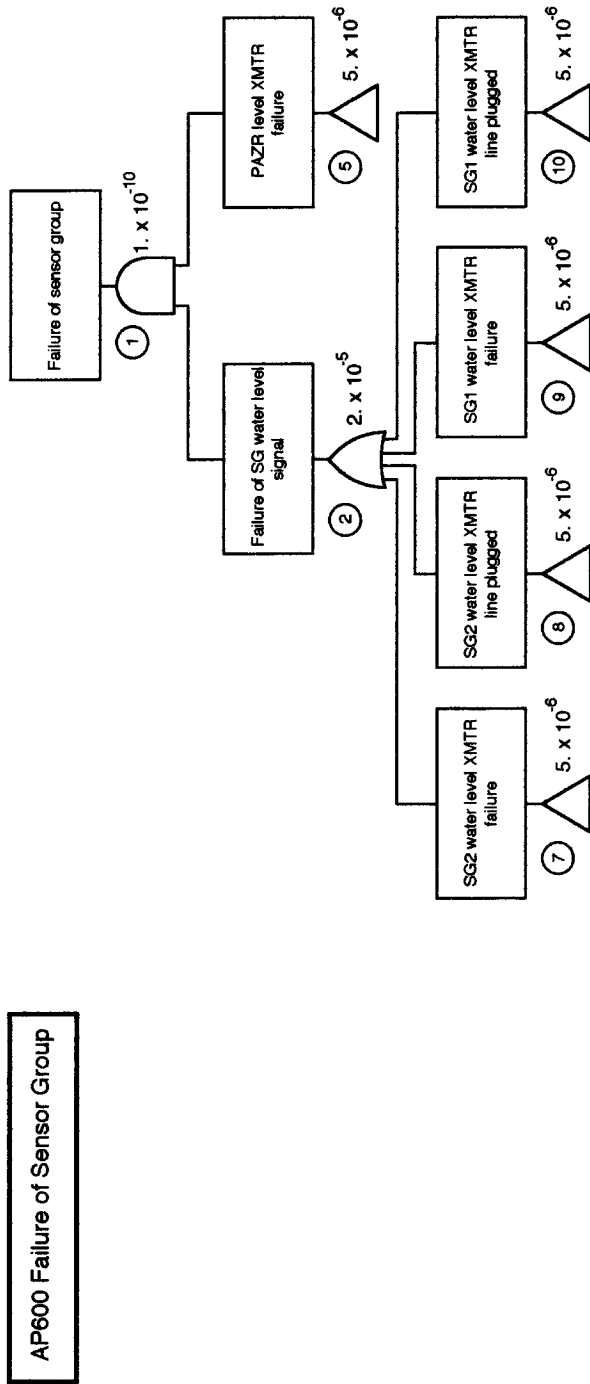 AP600 Failure of Sensor Group
Failure of sensor group
1
1. x 10^-10
Failure of SG water level
signal
2
2. x 10^-5
PAZR level XMTR
failure
5
5. x 10^-6
SG2 water level XMTR
failure
7
5. x 10^-6
SG2 water level XMTR
line plugged
8
5. x 10^-6
SG1 water level XMTR
failure
9
5. x 10^-6
SG1 water level XMTR
line plugged
10
5. x 10^-6